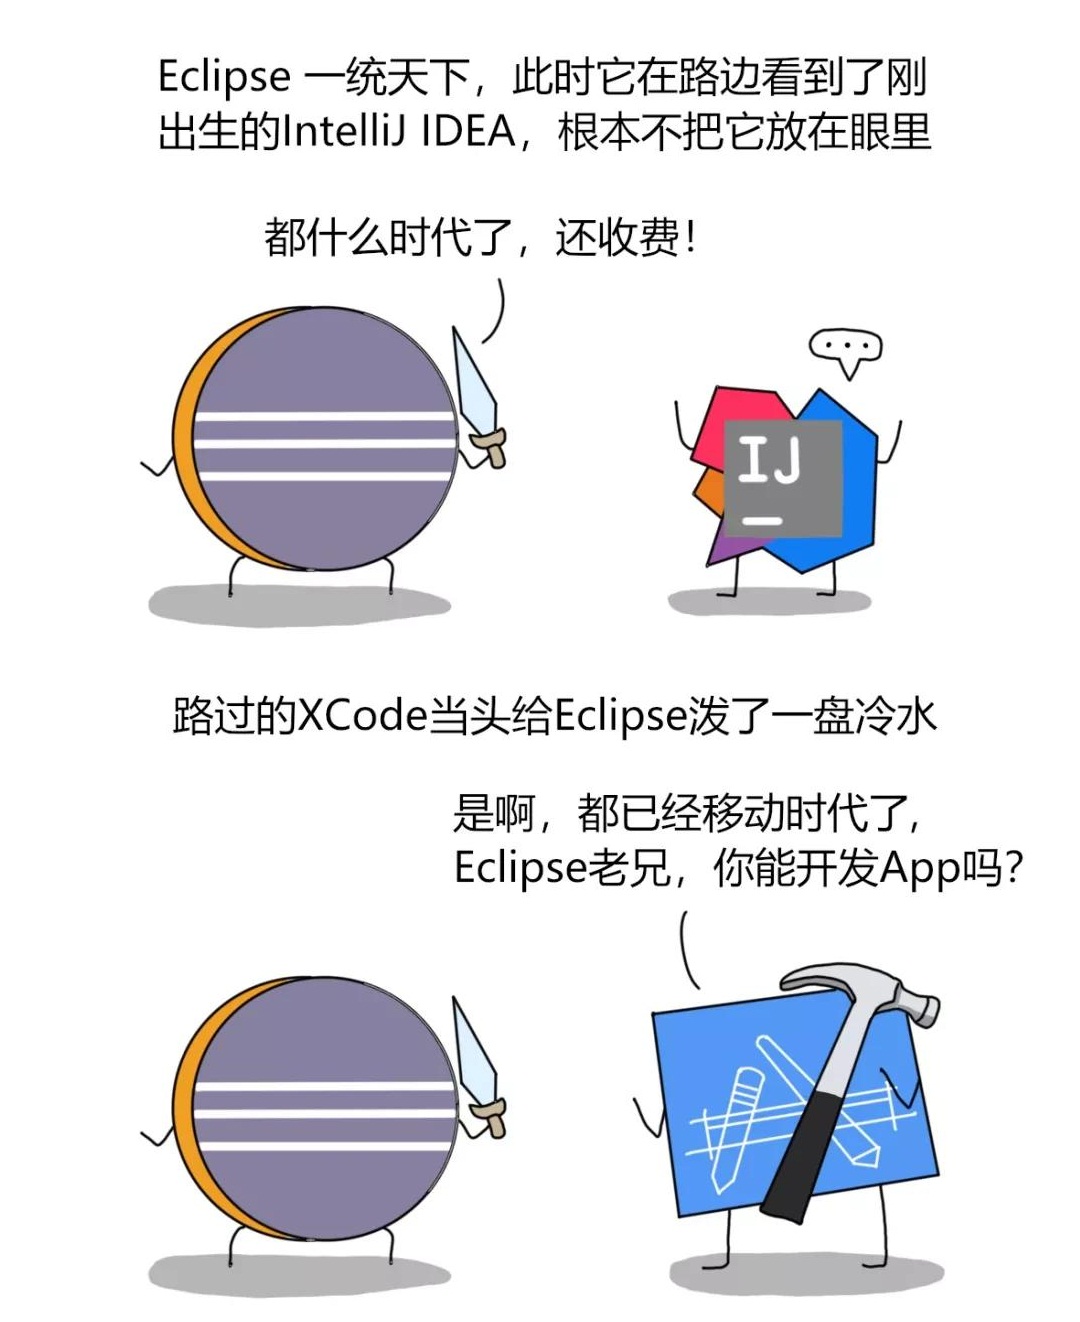 Eclipse 一统天下，此时它在路边看到了刚
出生的IntelliJ IDEA，根本不把它放在眼里
都什么时代了，还收费！
...
IJ
路过的XCode当头给Eclipse泼了一盘冷水
是啊，都已经移动时代了，
Eclipse老兄，你能开发App吗？